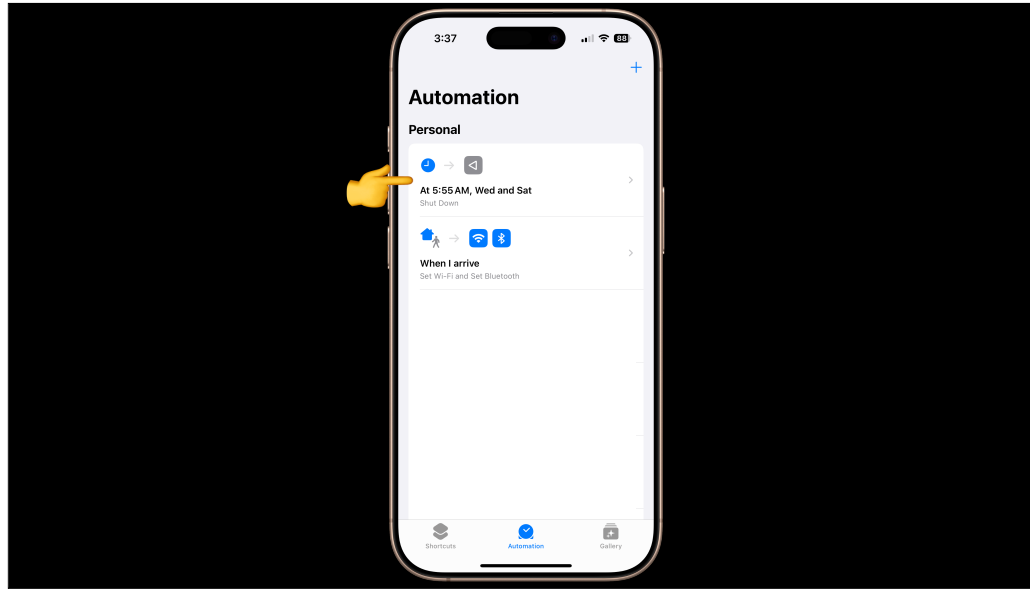 3:37
88
Automation
Personal
At 5:55 AM, Wed and Sat
Shut Down
When I arrive
Set Wi-Fi and Set Bluetooth
Shortcuts
Automation
Gallery